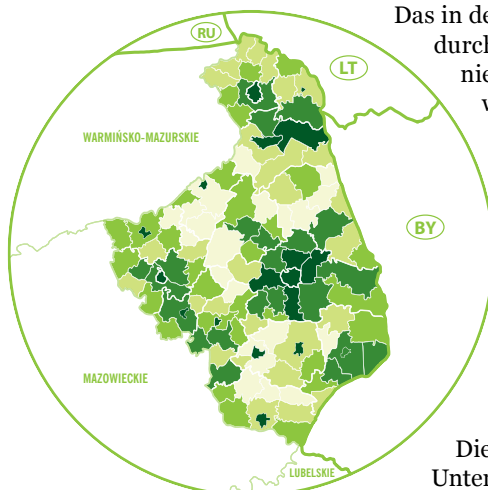 Das in de
durch
nie
w
RU
LT
WARMIŃSKO-MAZURSKIE
BY
MAZOWIECKIE
Die
LUBELSKIE
Unter